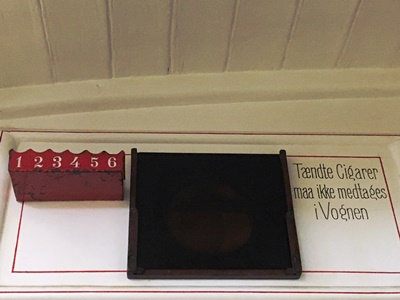 1 2 3 4 5 6
Tændte Cigarer
maa ikke medtages
i Vognen